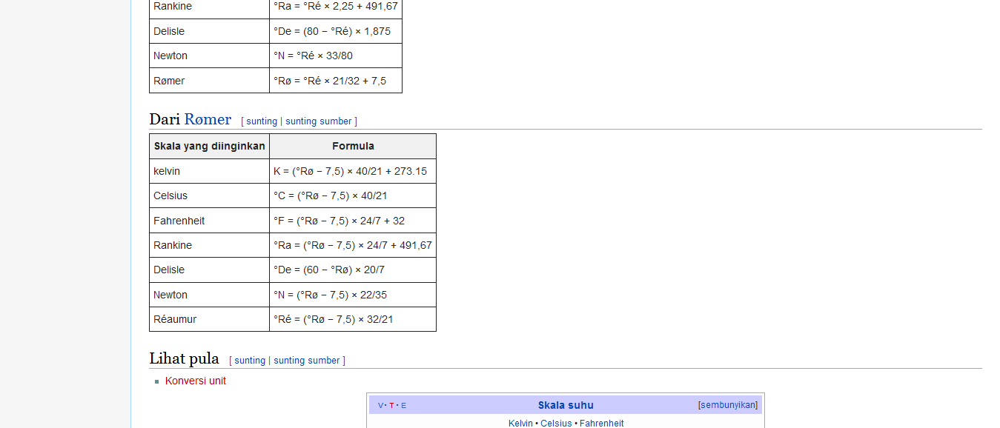 Rankine °Ra = °Ré × 2,25 + 491,67
Delisle °De = (80 − °Ré) × 1,875
Newton °N = °Ré × 33/80
Rømer °Rø = °Ré × 21/32 + 7,5
Dari Rømer [ sunting | sunting sumber ]
Skala yang diinginkan Formula
kelvin K = (°Rø − 7,5) × 40/21 + 273.15
Celsius °C = (°Rø − 7,5) × 40/21
Fahrenheit °F = (°Rø − 7,5) × 24/7 + 32
Rankine °Ra = (°Rø − 7,5) × 24/7 + 491,67
Delisle °De = (60 − °Rø) × 20/7
Newton °N = (°Rø − 7,5) × 22/35
Réaumur °Ré = (°Rø − 7,5) × 32/21
Lihat pula [ sunting | sunting sumber ]
Konversi unit
V • T • E Skala suhu [sembunyikan]
Kelvin • Celsius • Fahrenheit